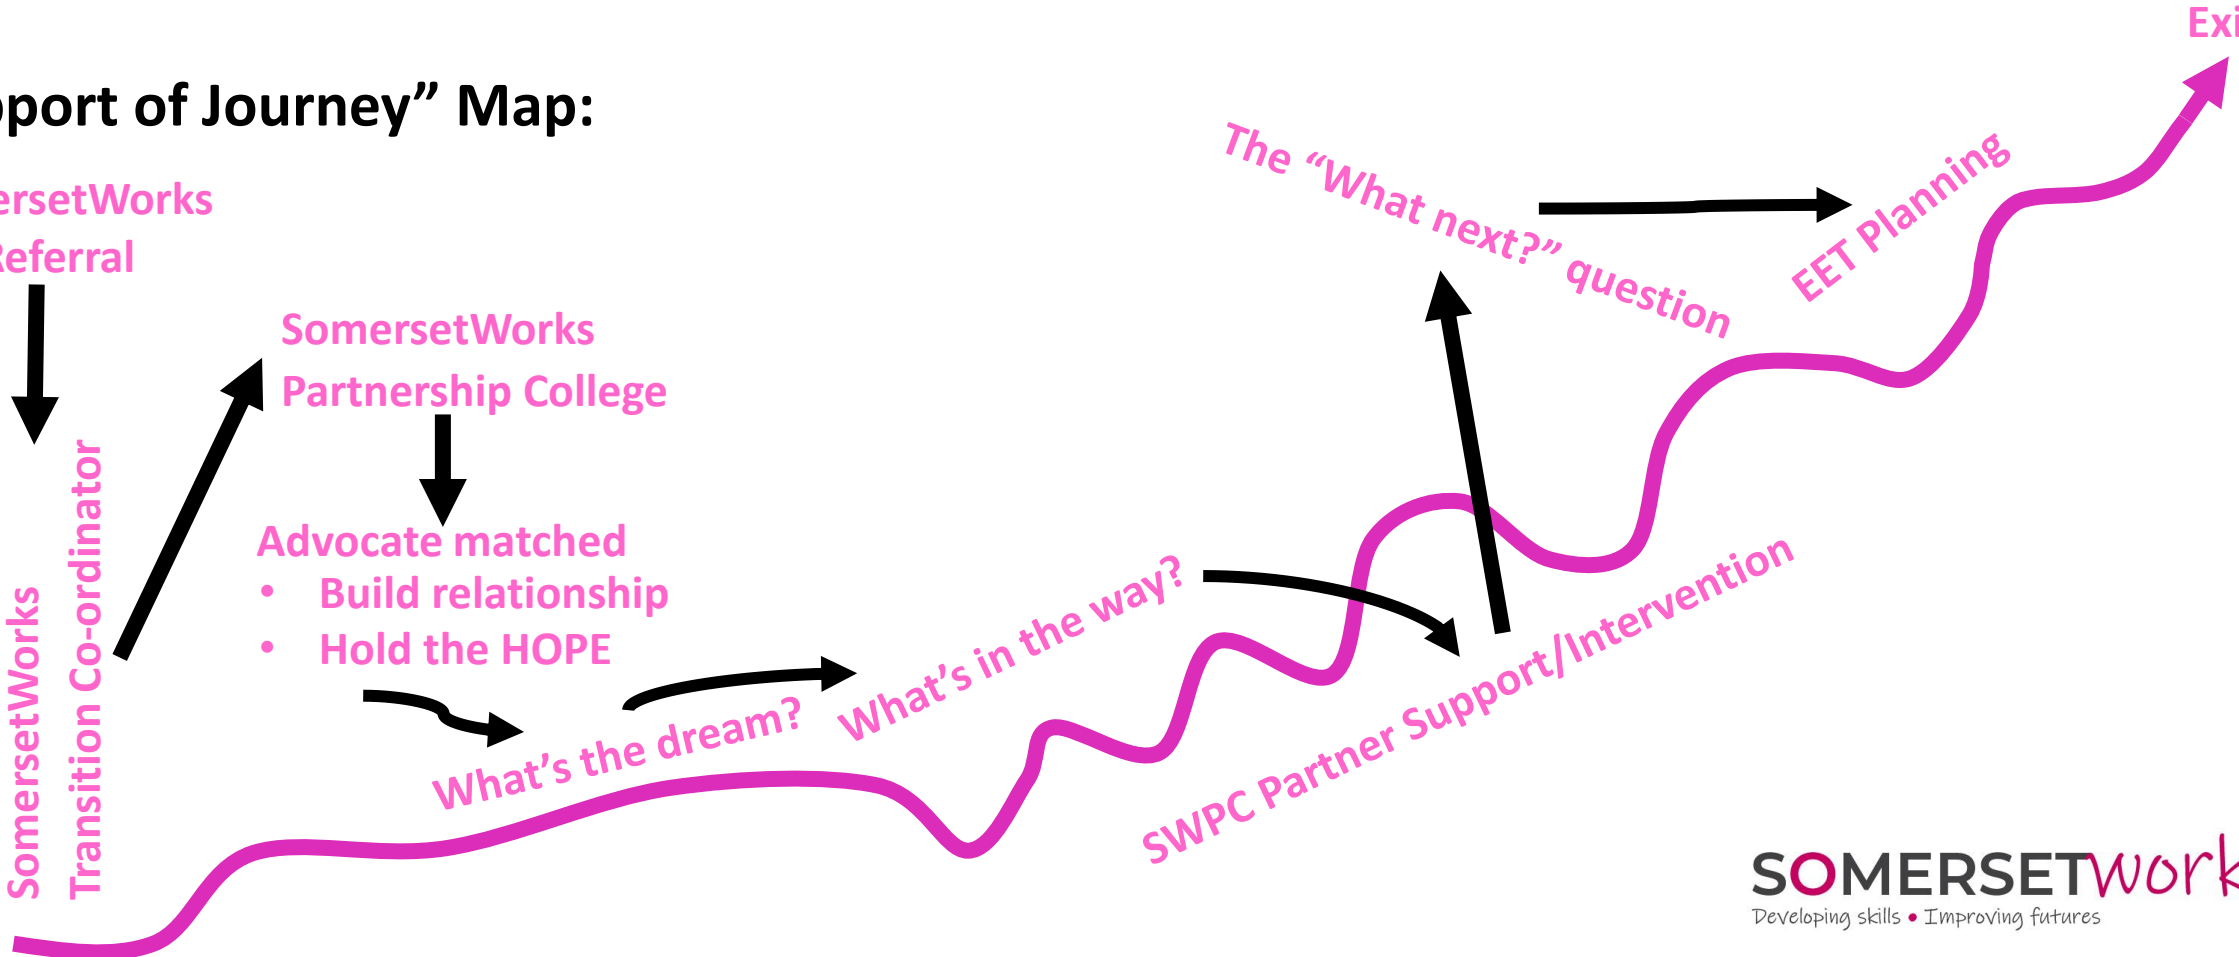 pport of Journey” Map:
ersetWorks
Referral
SomersetWorks
Transition Co-ordinator
SomersetWorks
Partnership College
Advocate matched
• Build relationship
• Hold the HOPE
What’s the dream?
What’s in the way?
SWPC Partner Support/Intervention
The “What next?” question
EET Planning
Exi
SOMERSETwork
Developing skills • Improving futures